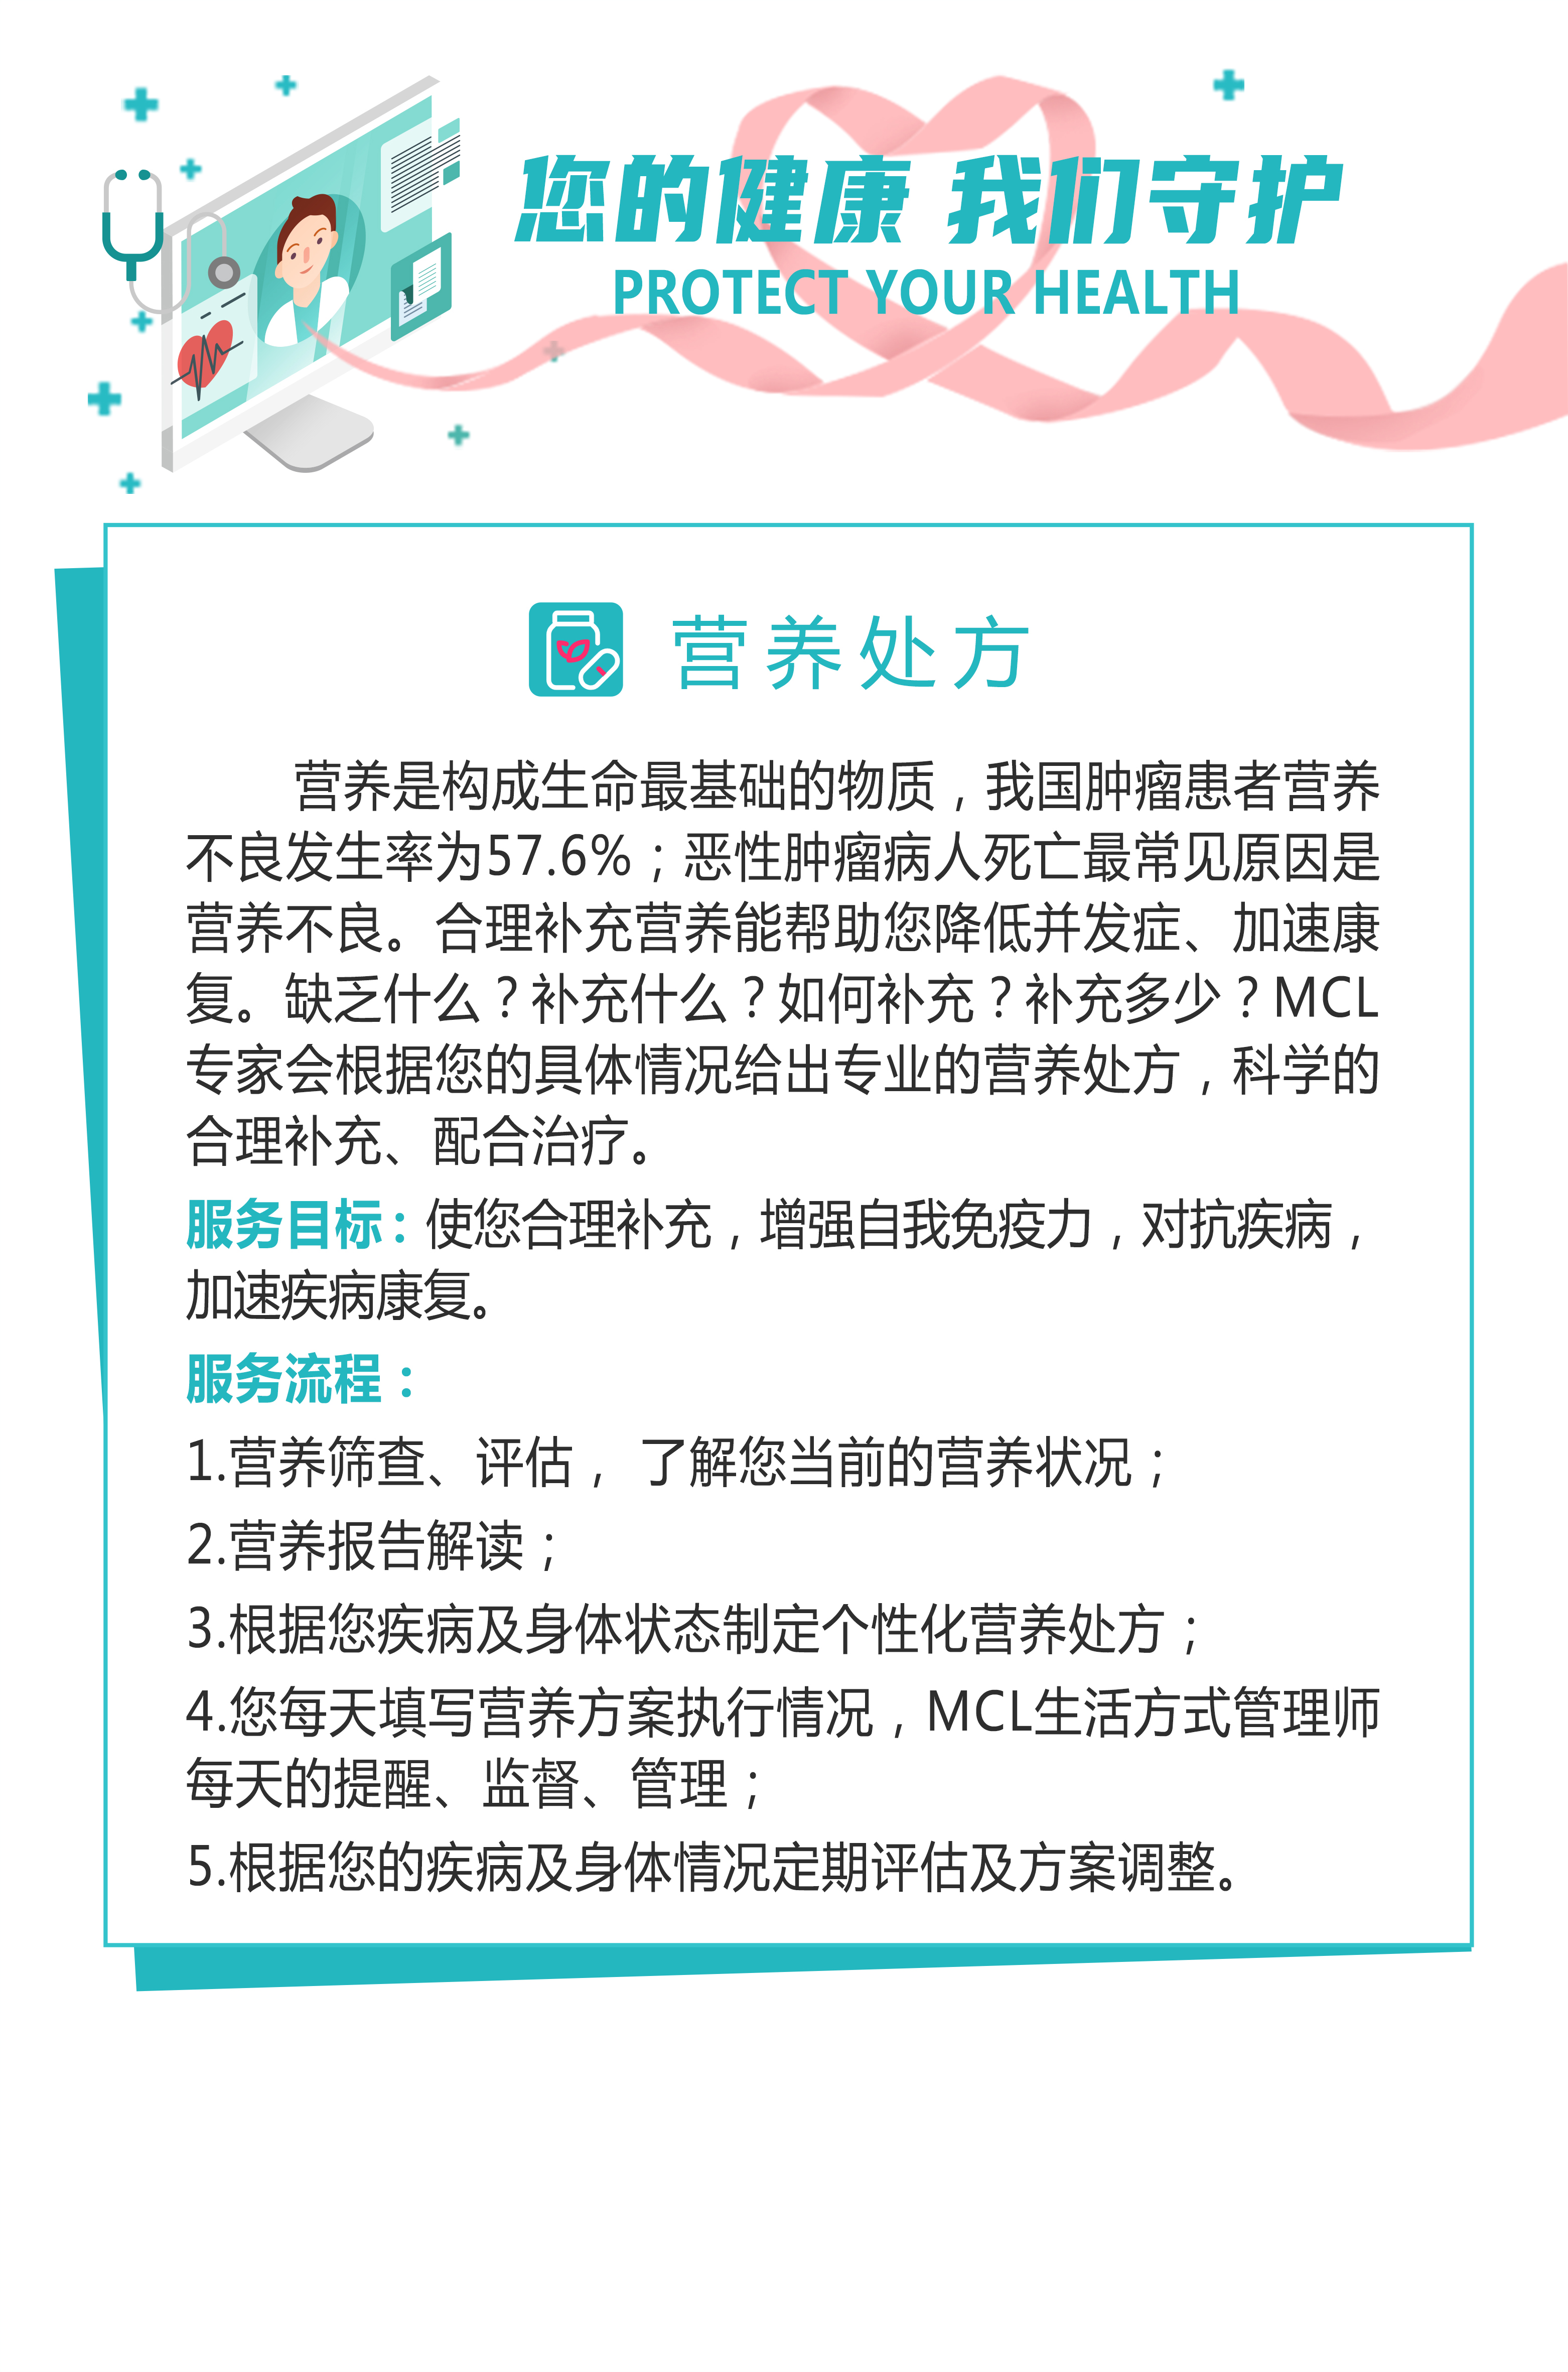 您的健康 我们守护
PROTECT YOUR HEALTH
营养处方
营养是构成生命最基础的物质，我国肿瘤患者营养
不良发生率为57.6%；恶性肿瘤病人死亡最常见原因是
营养不良。合理补充营养能帮助您降低并发症、加速康
复。缺乏什么？补充什么？如何补充？补充多少？MCL
专家会根据您的具体情况给出专业的营养处方，科学的
合理补充、配合治疗。
服务目标：使您合理补充，增强自我免疫力，对抗疾病，
加速疾病康复。
服务流程：
1.营养筛查、评估， 了解您当前的营养状况；
2.营养报告解读；
3.根据您疾病及身体状态制定个性化营养处方；
4.您每天填写营养方案执行情况，MCL生活方式管理师
每天的提醒、监督、管理；
5.根据您的疾病及身体情况定期评估及方案调整。